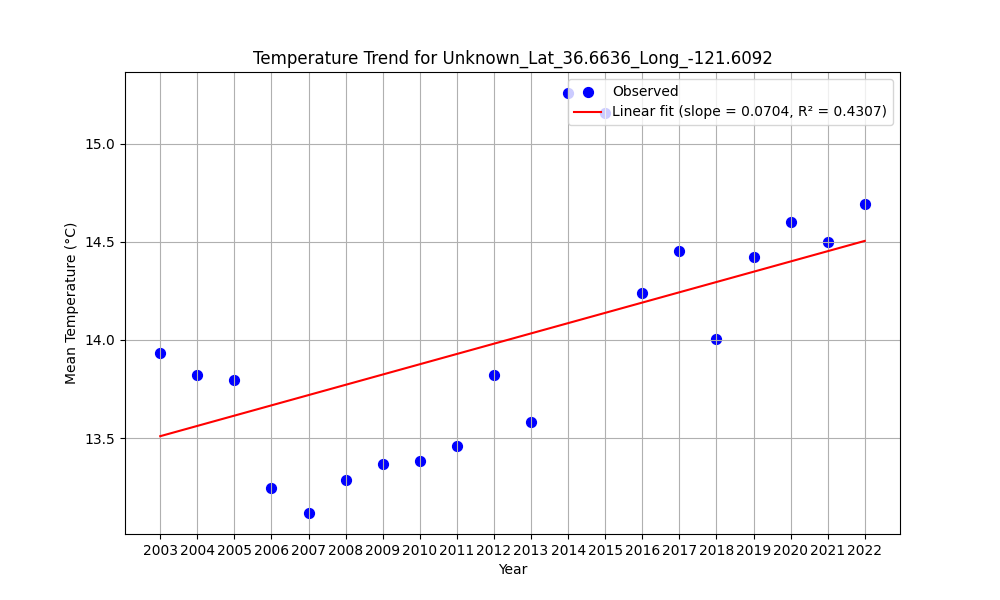 Temperature Trend for Unknown_Lat_36.6636_Long_-121.6092
Observed
Linear fit (slope = 0.0704, R² = 0.4307)
Mean Temperature (°C)
15.0
14.5
14.0
13.5
2003 2004 2005 2006 2007 2008 2009 2010 2011 2012 2013 2014 2015 2016 2017 2018 2019 2020 2021 2022
Year